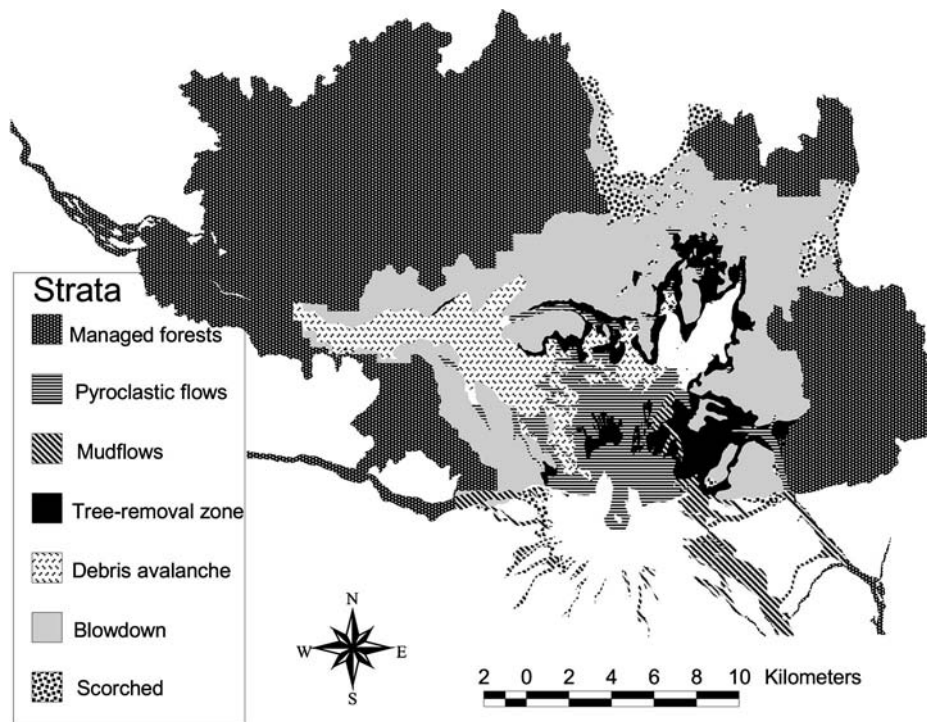 Strata
Managed forests
Pyroclastic flows
Mudflows
Tree-removal zone
Debris avalanche
Blowdown
Scorched
N
W E
S
2 0 2 4 6 8 10 Kilometers